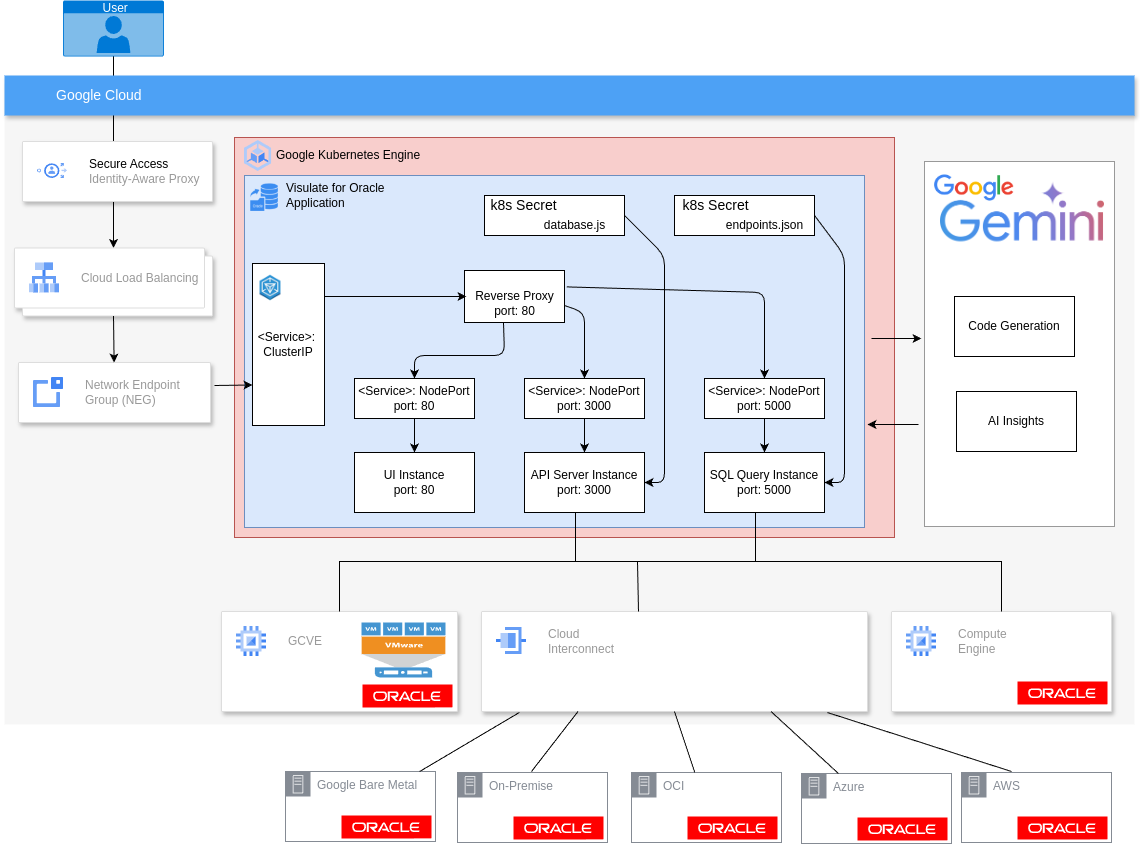 User
Google Cloud
Secure Access
Identity-Aware Proxy
Cloud Load Balancing
Network Endpoint
Group (NEG)
Google Kubernetes Engine
Visulate for Oracle
Application
k8s Secret
database.js
k8s Secret
endpoints.json
<Service>:
ClusterIP
Reverse Proxy
port: 80
<Service>: NodePort
port: 80
<Service>: NodePort
port: 3000
<Service>: NodePort
port: 5000
UI Instance
port: 80
API Server Instance
port: 3000
SQL Query Instance
port: 5000
Google
Gemini
Code Generation
AI Insights
GCVE
VM VM VM VM
VMware
ORACLE
Cloud
Interconnect
Compute
Engine
ORACLE
Google Bare Metal
ORACLE
On-Premise
ORACLE
OCI
ORACLE
Azure
ORACLE
AWS
ORACLE